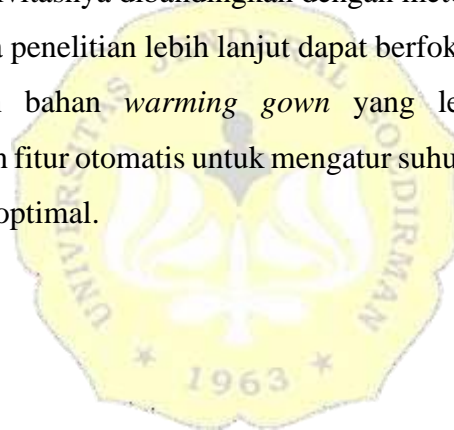 vitasnya dibandingkan dengan meto
a penelitian lebih lanjut dapat berfok
bahan warming gown yang le
n fitur otomatis untuk mengatur suhu
optimal.
UNIVERSITAS JENDERAL SOEDIRMAN
* 1963 *